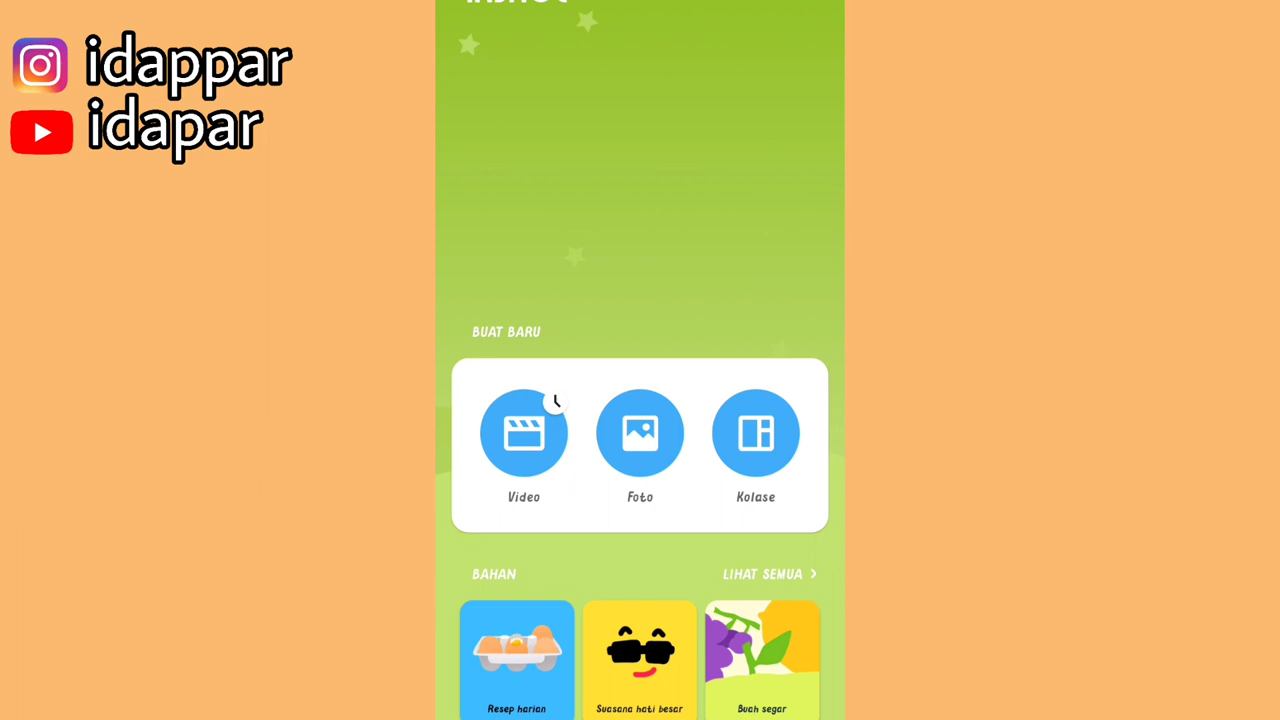 idappar
idapar
BUAT BARU
Video
Foto
Kolase
BAHAN
LIHAT SEMUA >
Resep harian
Suasana hati besar
Buah segar